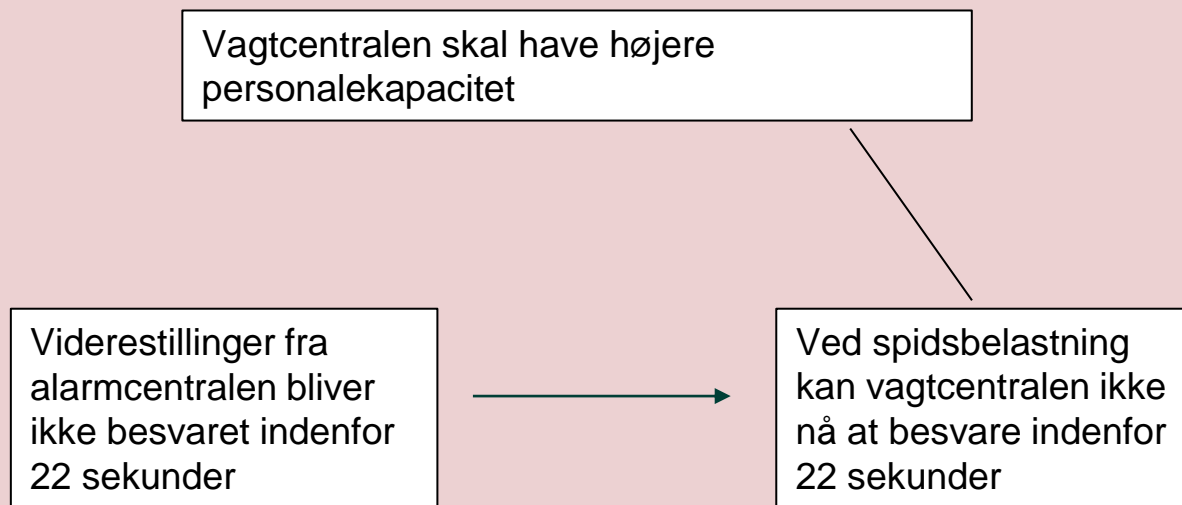 Vagtcentralen skal have højere
personalekapacitet
Viderestillinger fra
alarmcentralen bliver
ikke besvaret indenfor
22 sekunder
Ved spidsbelastning
kan vagtcentralen ikke
nå at besvare indenfor
22 sekunder